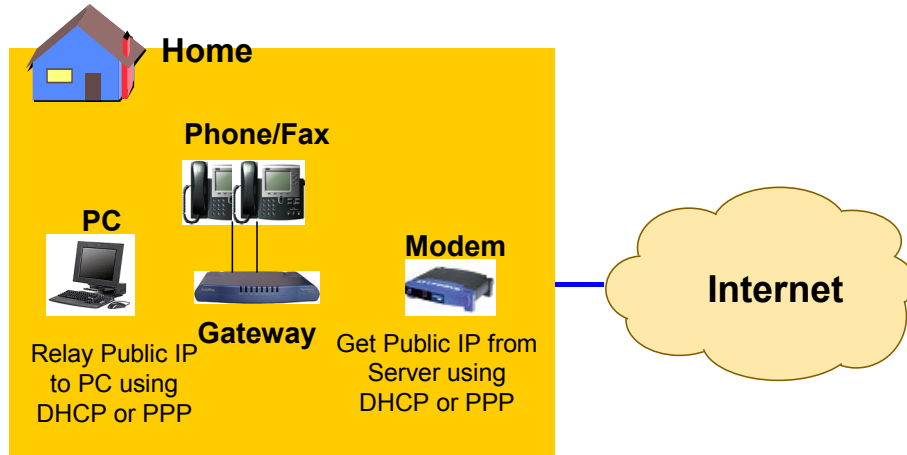 Home
Phone/Fax
PC
Modem
Internet
Gateway
Relay Public IP
to PC using
DHCP or PPP
Get Public IP from
Server using
DHCP or PPP